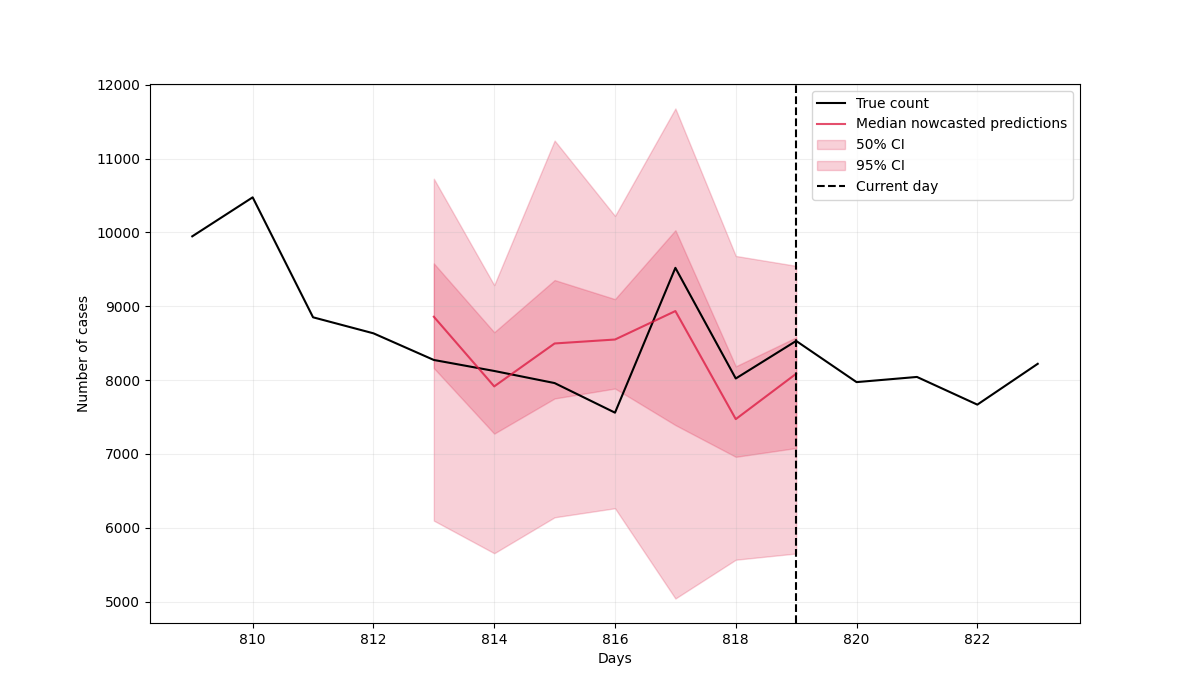 12000
11000
10000
9000
8000
7000
6000
5000
Number of cases
True count
Median nowcasted predictions
50% CI
95% CI
Current day
810 812 814 816 818 820 822
Days